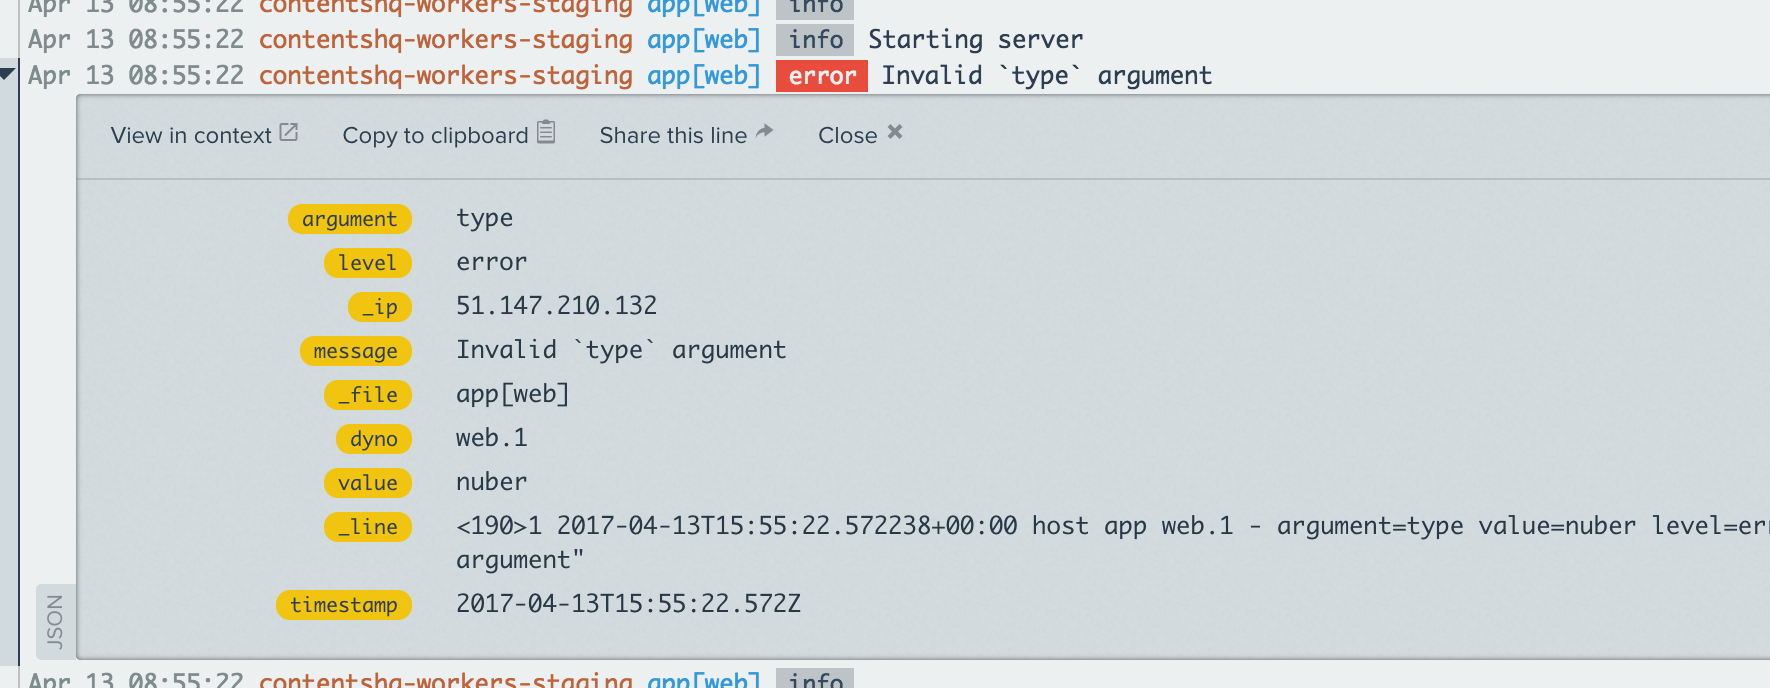 Apr 13 08:55:22 contentshq-workers-staging app[web] info
Apr 13 08:55:22 contentshq-workers-staging app[web] info Starting server
Apr 13 08:55:22 contentshq-workers-staging app[web] error Invalid `type` argument
View in context Copy to clipboard Share this line Close
argument type
level error
_ip 51.147.210.132
message Invalid `type` argument
_file app[web]
dyno web.1
value nuber
_line <190>1 2017-04-13T15:55:22.572238+00:00 host app web.1 - argument=type value=nuber level=err
argument"
timestamp 2017-04-13T15:55:22.572Z
JSON
Apr 13 08:55:22 contentshq-workers-staging app[web] info